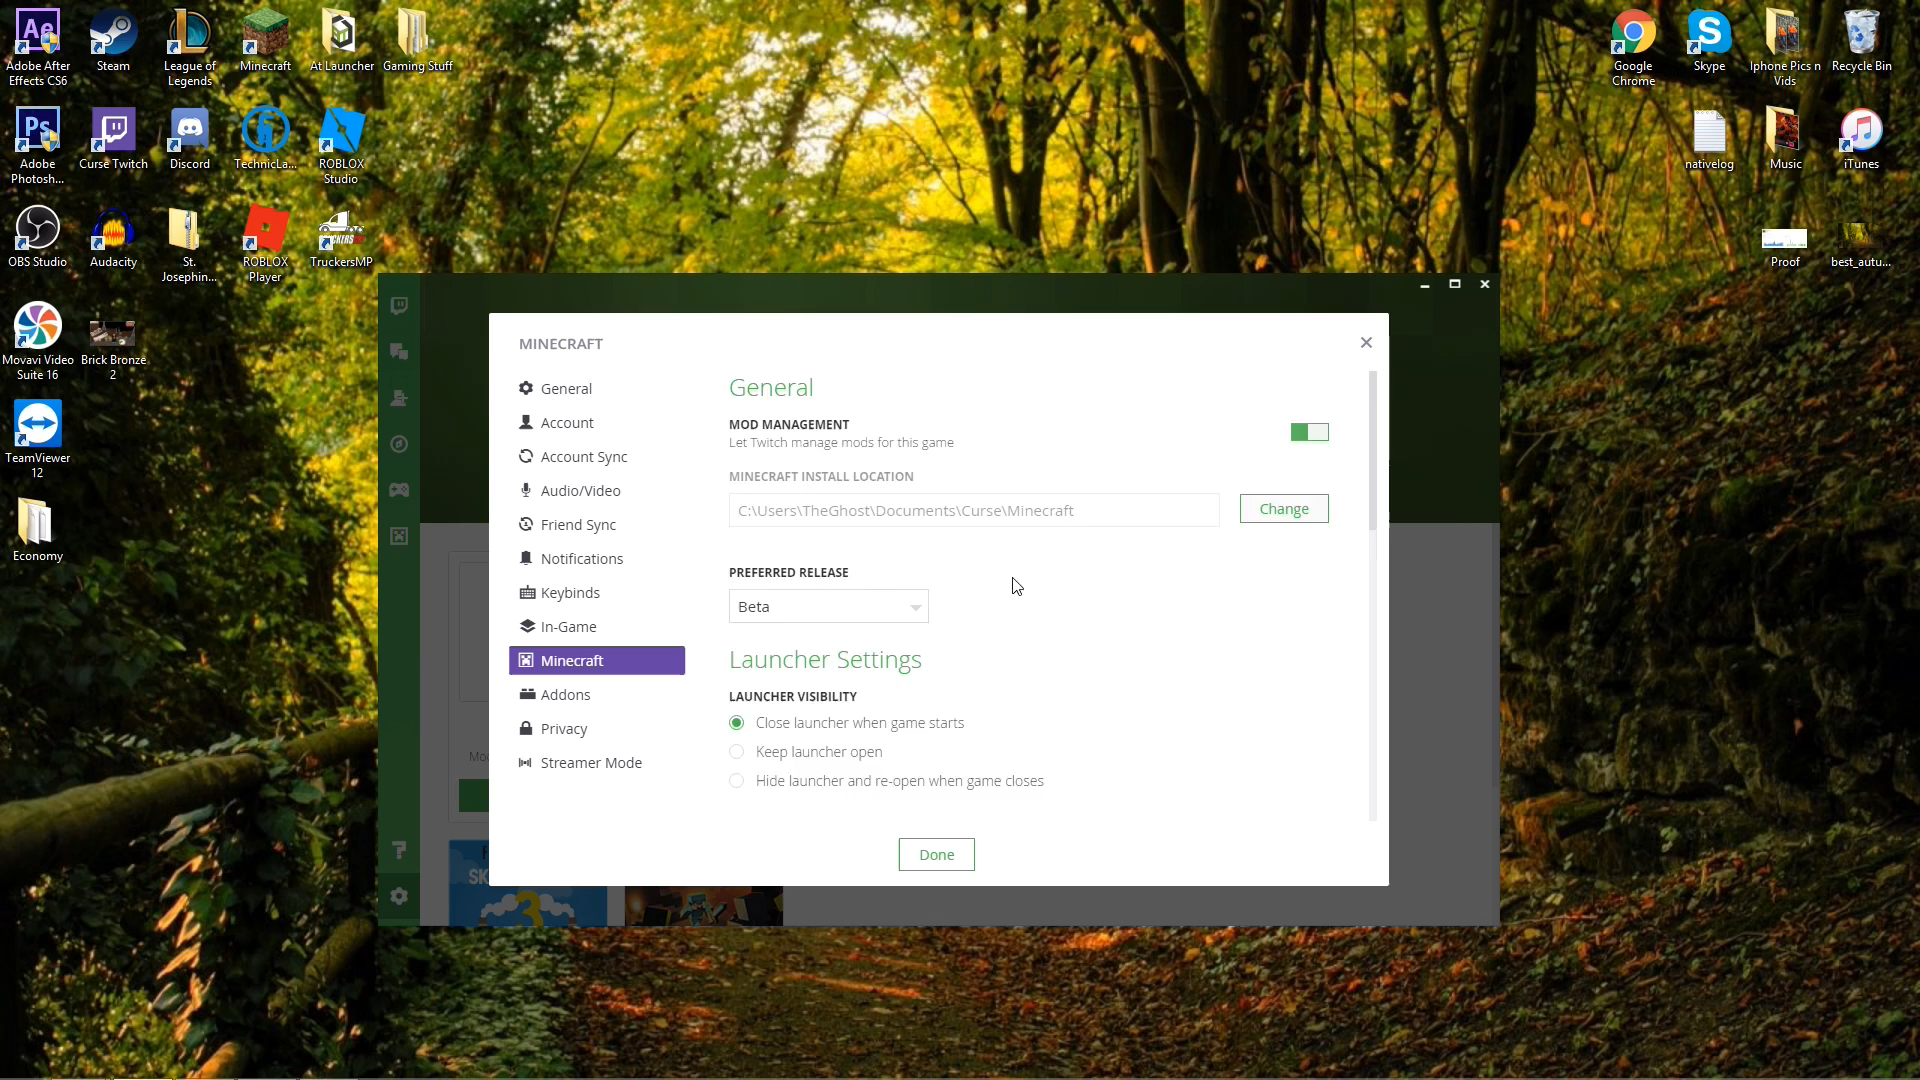 Adobe After
Effects CS6
Steam
League of
Legends
Minecraft
At Launcher
Gaming Stuff
Google
Chrome
Skype
Iphone Pics n
Vids
Recycle Bin
Adobe
Photosh...
Curse Twitch
Discord
TechnicLa...
ROBLOX
Studio
nativelog
Music
iTunes
OBS Studio
Audacity
St.
Josephin...
ROBLOX
Player
TruckersMP
Proof
best_autu...
Movavi Video
Suite 16
Brick Bronze
2
TeamViewer
12
Economy
MINECRAFT
General
Account
Account Sync
Audio/Video
Friend Sync
Notifications
Keybinds
In-Game
Minecraft
Addons
Privacy
Streamer Mode
General
MOD MANAGEMENT
Let Twitch manage mods for this game
MINECRAFT INSTALL LOCATION
C:\Users\TheGhost\Documents\Curse\Minecraft
Change
PREFERRED RELEASE
Beta
Launcher Settings
LAUNCHER VISIBILITY
Close launcher when game starts
Keep launcher open
Hide launcher and re-open when game closes
Done
Ae
Ps
SK
3